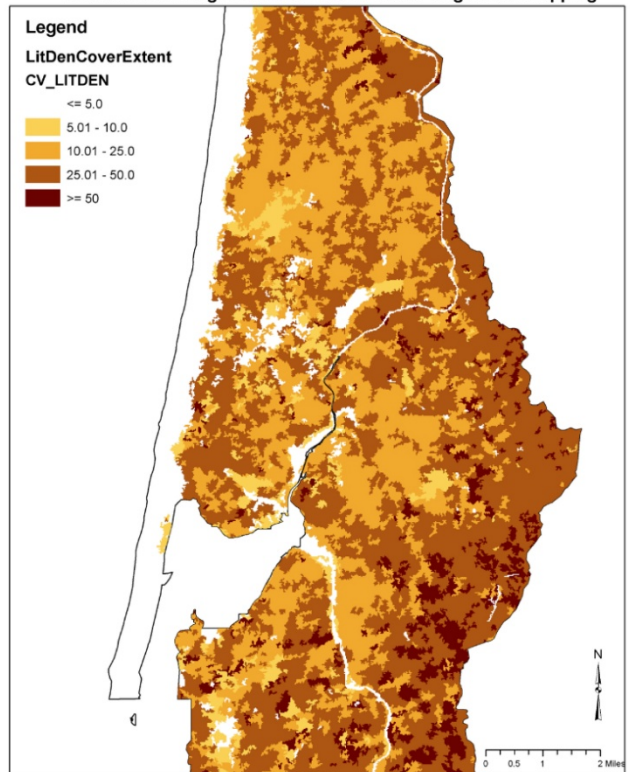 Legend
LitDenCoverExtent
CV_LITDEN
<= 5.0
5.01 - 10.0
10.01 - 25.0
25.01 - 50.0
>= 50
N
0 0.5 1 2 Miles